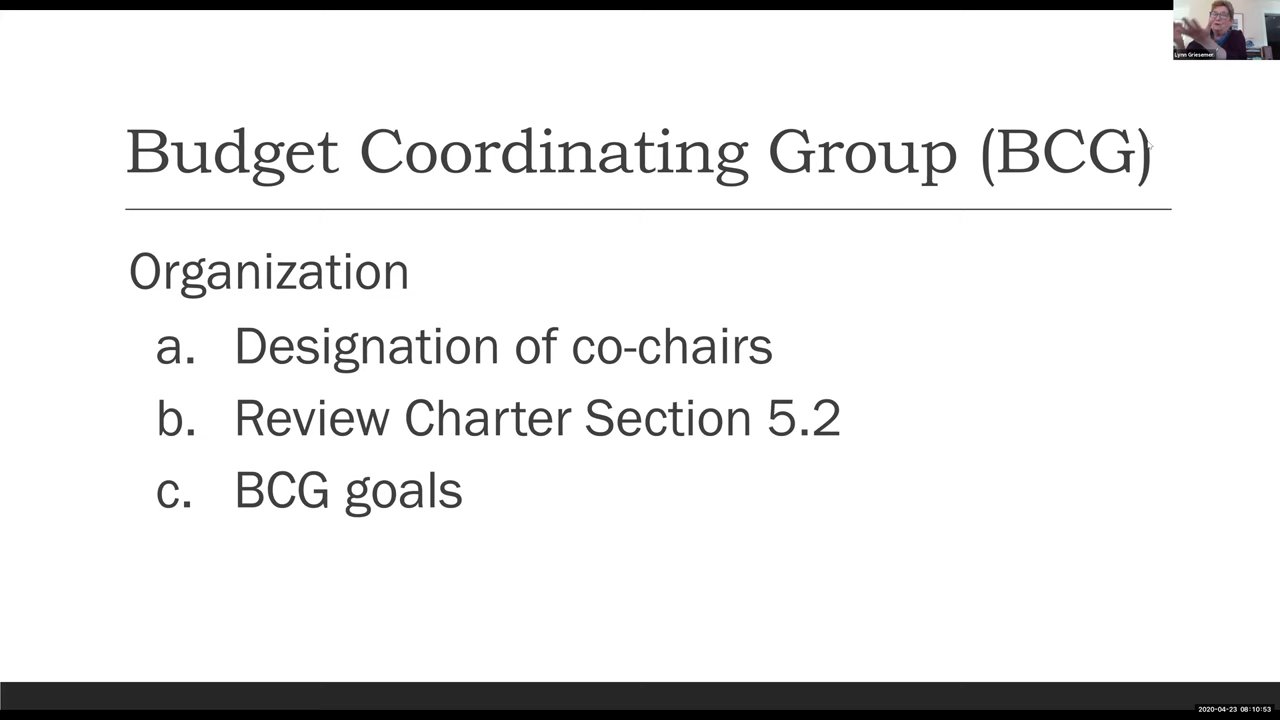 Lynn Griesemer
Budget Coordinating Group (BCG)
Organization
a. Designation of co-chairs
b. Review Charter Section 5.2
c. BCG goals
2020-04-23 08:10:53